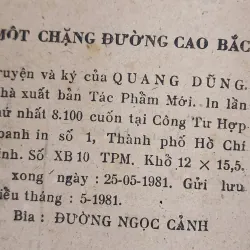 MỘT CHẶNG ĐƯỜNG CAO BẮC
ruyện và ký của QUANG DŨNG.
hà xuất bản Tác Phẩm Mới. In lần
hứ nhất 8.100 cuốn tại Công Tư Hợp
oanh in số 1, Thành phố Hồ Chí
inh. Số XB 10 TPM. Khổ 12 × 15,5.
xong ngày : 25-05-1981. Gửi lưu
iều tháng : 5-1981.
Bìa : ĐƯỜNG NGỌC CẢNH